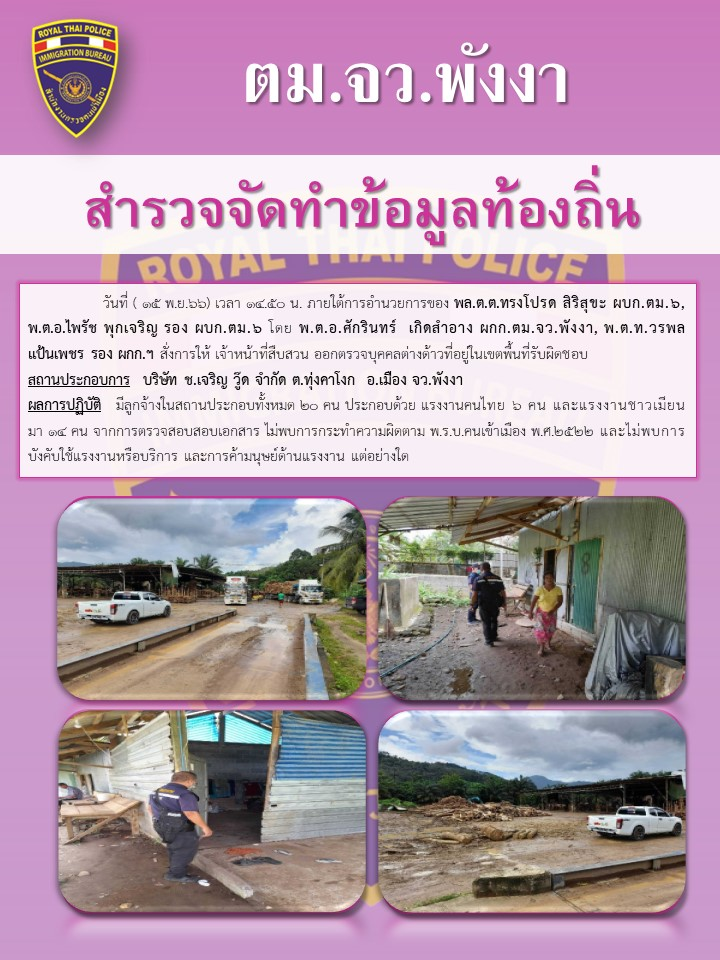 ROYAL THAI POLICE
IMMIGRATION BUREAU
สำนักงานตรวจคนเข้าเมือง
ตม.จว.พังงา
สำรวจจัดทำข้อมูลท้องถิ่น
ROYAL THAI POLICE
วันที่ ( ๑๕ พ.ย.๖๖) เวลา ๑๔.๕๐ น. ภายใต้การอำนวยการของ พล.ต.ต.ทรงโปรด สิริสุขะ ผบก.ตม.๖,
พ.ต.อ.ไพรัช พุกเจริญ รอง ผบก.ตม.๖ โดย พ.ต.อ.ศักรินทร์ เกิดสำอาง ผกก.ตม.จว.พังงา, พ.ต.ท.วรพล
แป้นเพชร รอง ผกก.ฯ สั่งการให้ เจ้าหน้าที่สืบสวน ออกตรวจบุคคลต่างด้าวที่อยู่ในเขตพื้นที่รับผิดชอบ
สถานประกอบการ บริษัท ช.เจริญ วู๊ด จำกัด ต.ทุ่งคาโงก อ.เมือง จว.พังงา
ผลการปฏิบัติ มีลูกจ้างในสถานประกอบทั้งหมด ๒๐ คน ประกอบด้วย แรงงานคนไทย ๖ คน และแรงงานชาวเมียน
มา ๑๔ คน จากการตรวจสอบสอบเอกสาร ไม่พบการกระทำความผิดตาม พ.ร.บ.คนเข้าเมือง พ.ศ.๒๕๒๒ และไม่พบการ
บังคับใช้แรงงานหรือบริการ และการค้ามนุษย์ด้านแรงงาน แต่อย่างใด
8